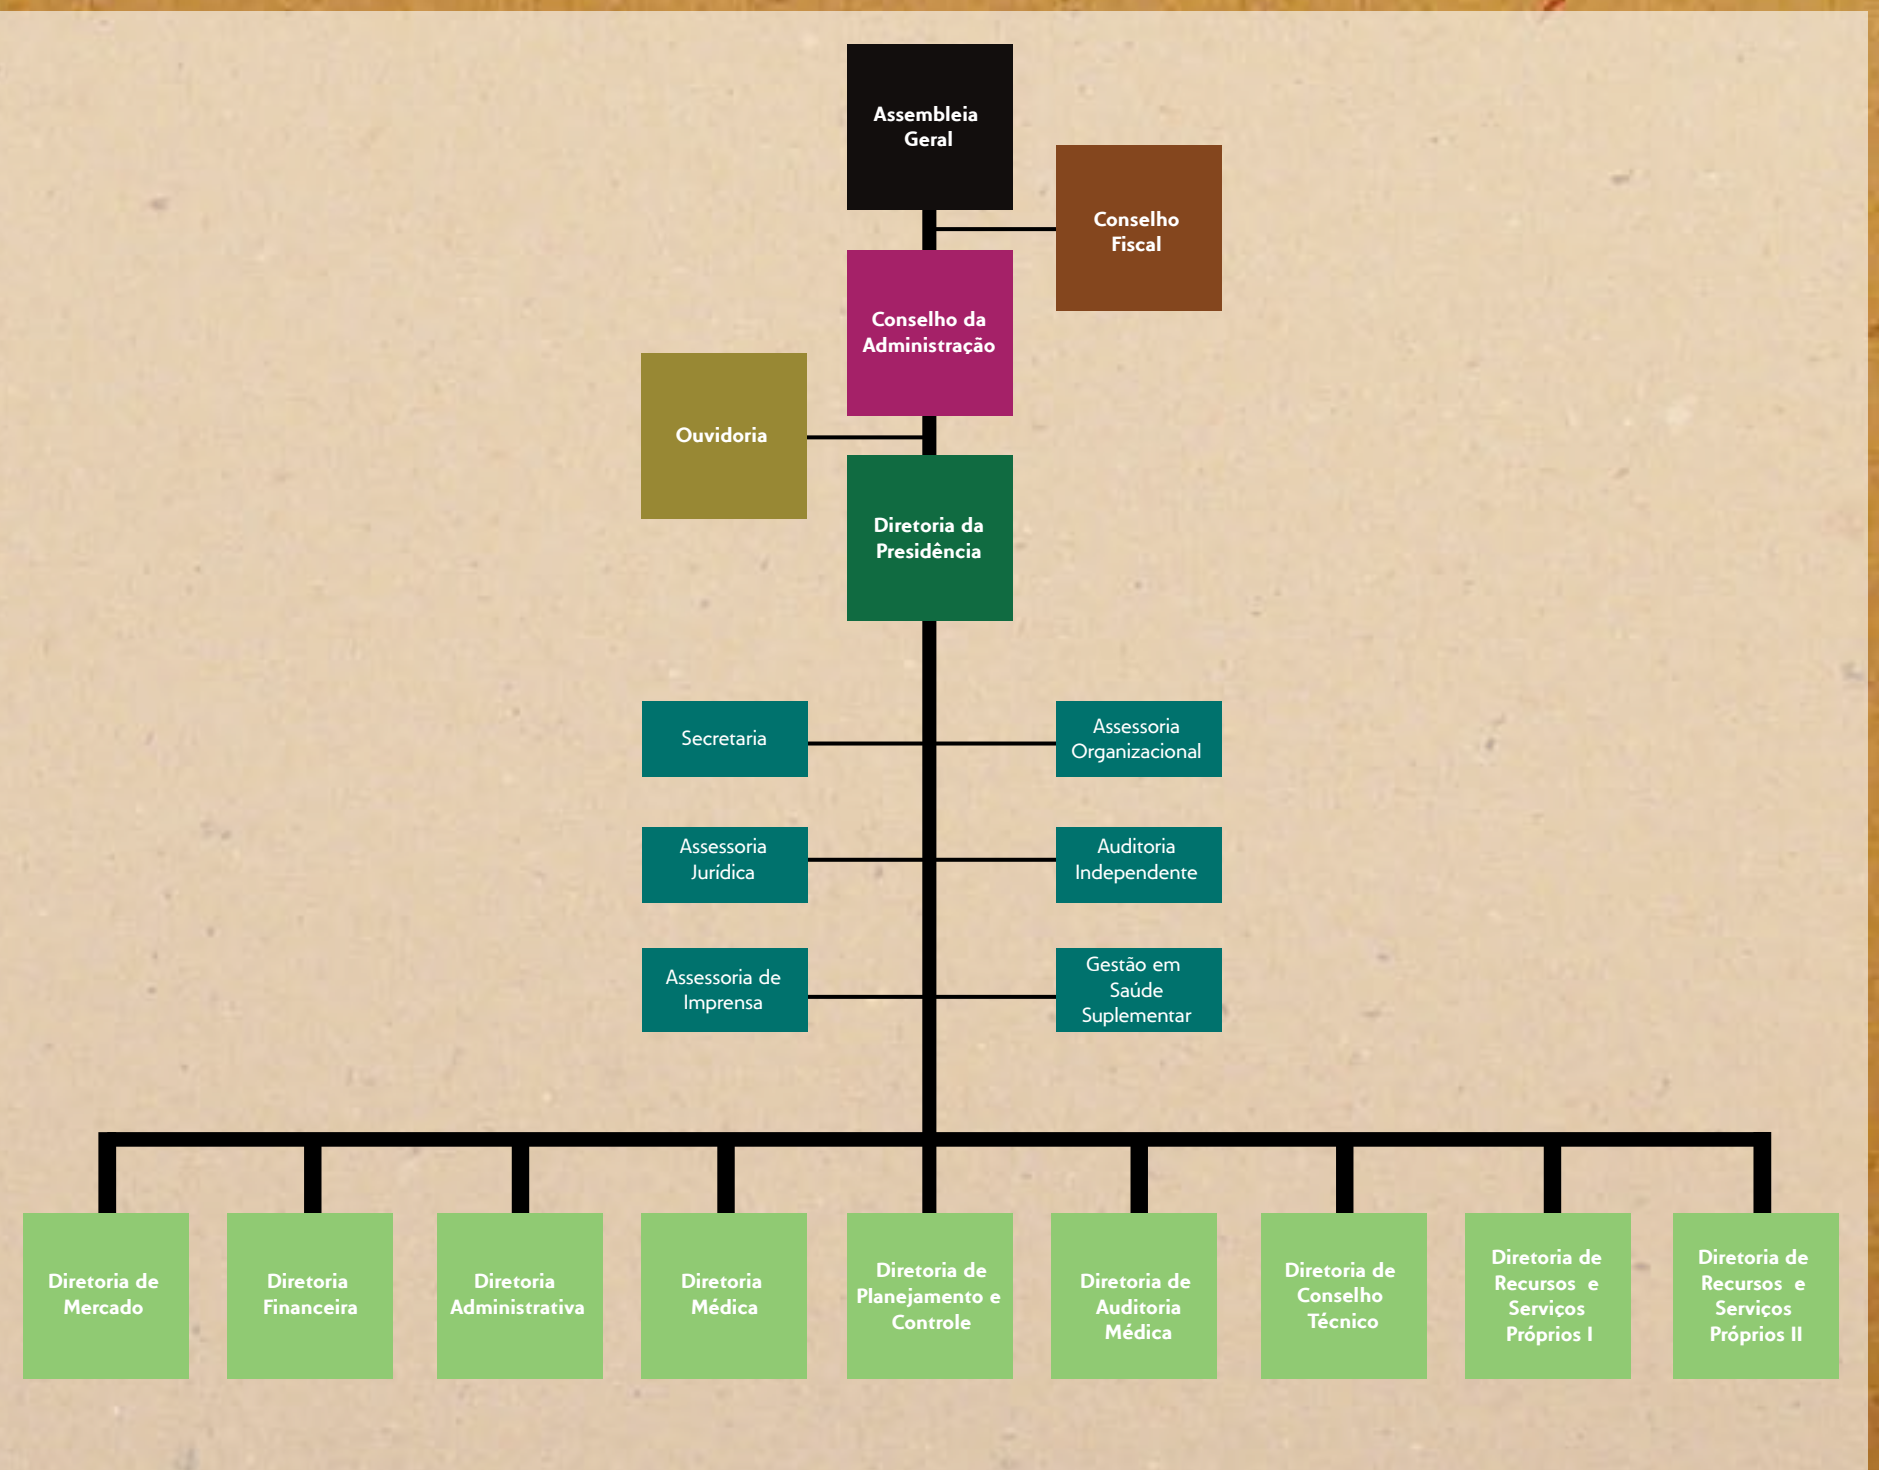 Assembleia
Geral
Conselho
Fiscal
Conselho da
Administração
Ouvidoria
Diretoria da
Presidência
Secretaria
Assessoria
Organizacional
Assessoria
Jurídica
Auditoria
Independente
Assessoria de
Imprensa
Gestão em
Saúde
Suplementar
Diretoria de
Mercado
Diretoria
Financeira
Diretoria
Administrativa
Diretoria
Médica
Diretoria de
Planejamento e
Controle
Diretoria de
Auditoria
Médica
Diretoria de
Conselho
Técnico
Diretoria de
Recursos e
Serviços
Próprios I
Diretoria de
Recursos e
Serviços
Próprios II